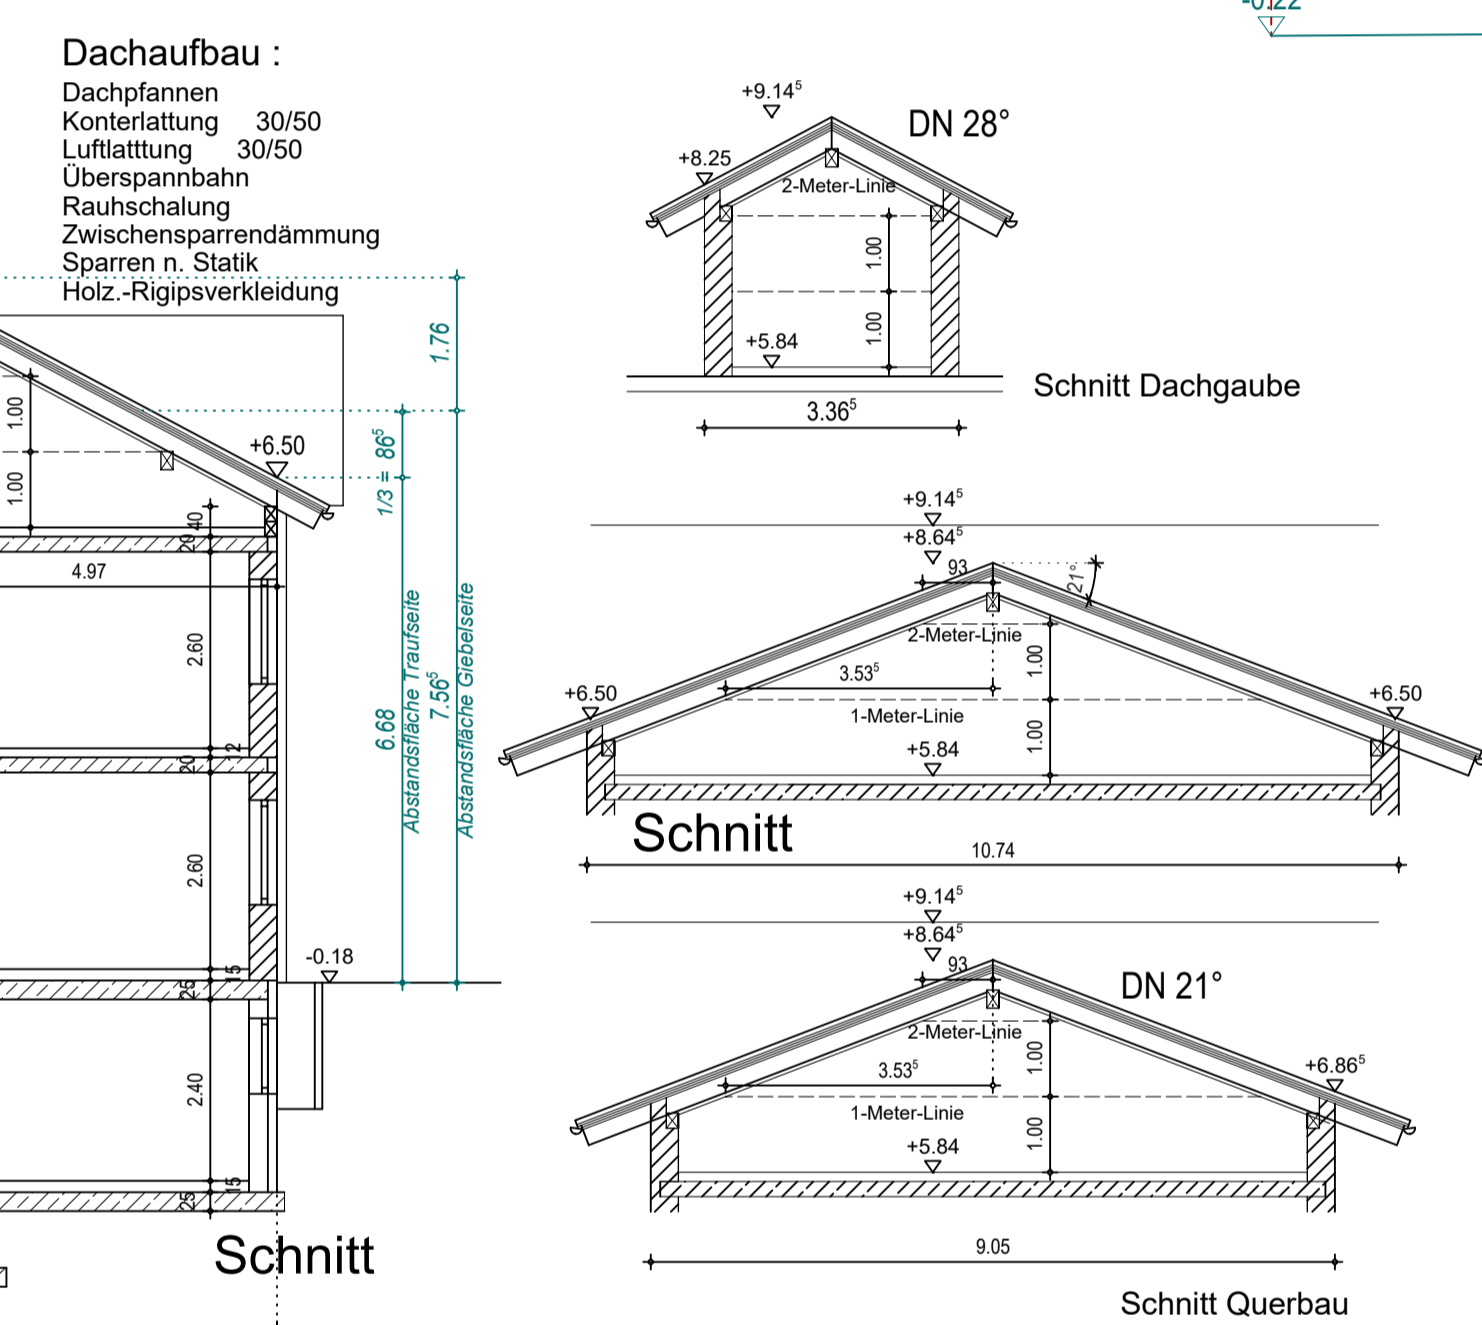 -0.22
Dachaufbau :
Dachpfannen
Konterlattung 30/50
Luftlatttung 30/50
Überspannbahn
Rauhschalung
Zwischensparrendämmung
Sparren n. Statik
Holz.-Rigipsverkleidung
+9.14⁵
DN 28°
+8.25
2-Meter-Linie
1.00
1.00
+5.84
Schnitt Dachgaube
3.36⁵
1.76
1/3 = 86⁵
+6.50
1.00
1.00
40
20
4.97
2.60
12
20
2.60
15
25
2.40
15
25
6.68
Abstandsfläche Traufseite
7.56⁵
Abstandsfläche Giebelseite
-0.18
Schnitt
+9.14⁵
+8.64⁵
93
21°
2-Meter-Linie
3.53⁵
1.00
+6.50
+6.50
1-Meter-Linie
1.00
+5.84
Schnitt
10.74
+9.14⁵
+8.64⁵
93
DN 21°
2-Meter-Linie
3.53⁵
1.00
+6.86⁵
1-Meter-Linie
1.00
+5.84
9.05
Schnitt Querbau